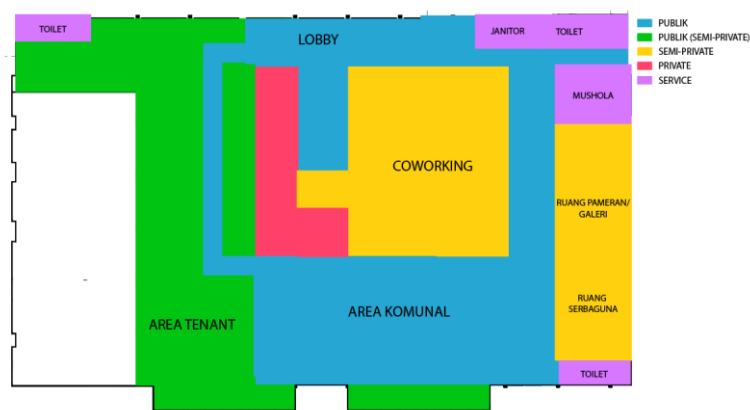 TOILET
LOBBY
JANITOR
TOILET
PUBLIK
PUBLIK (SEMI-PRIVATE)
SEMI-PRIVATE
PRIVATE
SERVICE
MUSHOLA
COWORKING
RUANG PAMERAN/
GALERI
RUANG
SERBAGUNA
AREA TENANT
AREA KOMUNAL
TOILET